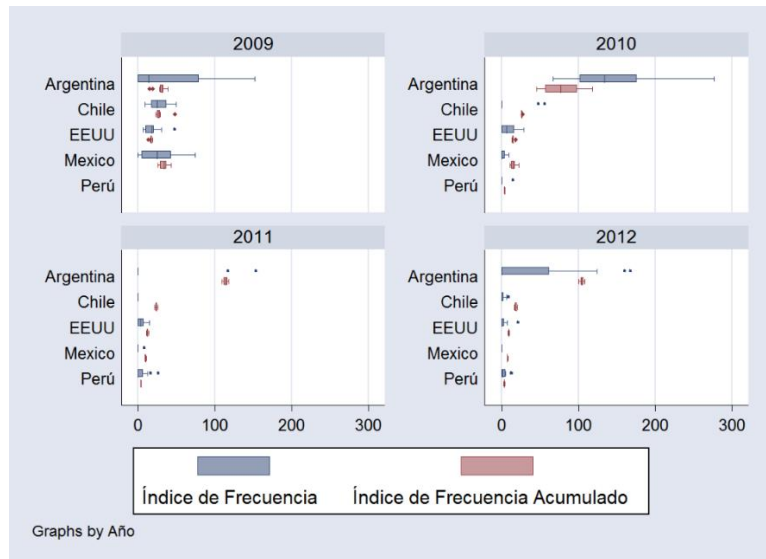 2009
2010
Argentina
Chile
EEUU
Mexico
Perú
Argentina
Chile
EEUU
Mexico
Perú
2011
2012
Argentina
Chile
EEUU
Mexico
Perú
Argentina
Chile
EEUU
Mexico
Perú
0 100 200 300
0 100 200 300
Índice de Frecuencia
Índice de Frecuencia Acumulado
Graphs by Año